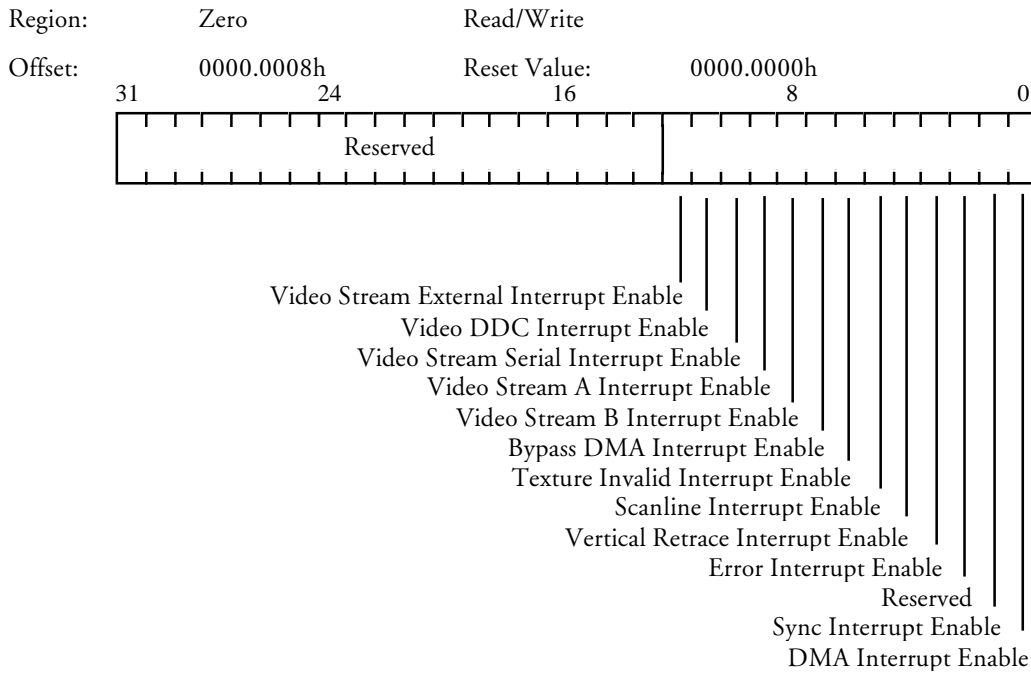 Region: Zero Read/Write
Offset: 0000.0008h Reset Value: 0000.0000h
31 24 16 8 0
Reserved
Video Stream External Interrupt Enable
Video DDC Interrupt Enable
Video Stream Serial Interrupt Enable
Video Stream A Interrupt Enable
Video Stream B Interrupt Enable
Bypass DMA Interrupt Enable
Texture Invalid Interrupt Enable
Scanline Interrupt Enable
Vertical Retrace Interrupt Enable
Error Interrupt Enable
Reserved
Sync Interrupt Enable
DMA Interrupt Enable